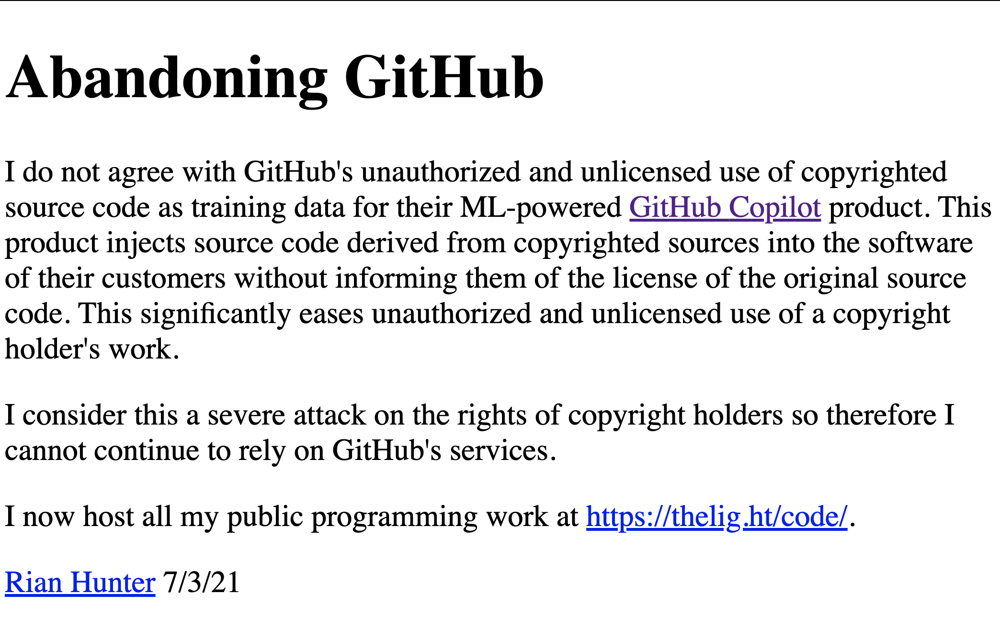 Abandoning GitHub
I do not agree with GitHub's unauthorized and unlicensed use of copyrighted
source code as training data for their ML-powered GitHub Copilot product. This
product injects source code derived from copyrighted sources into the software
of their customers without informing them of the license of the original source
code. This significantly eases unauthorized and unlicensed use of a copyright
holder's work.
I consider this a severe attack on the rights of copyright holders so therefore I
cannot continue to rely on GitHub's services.
I now host all my public programming work at https://thelig.ht/code/.
Rian Hunter 7/3/21